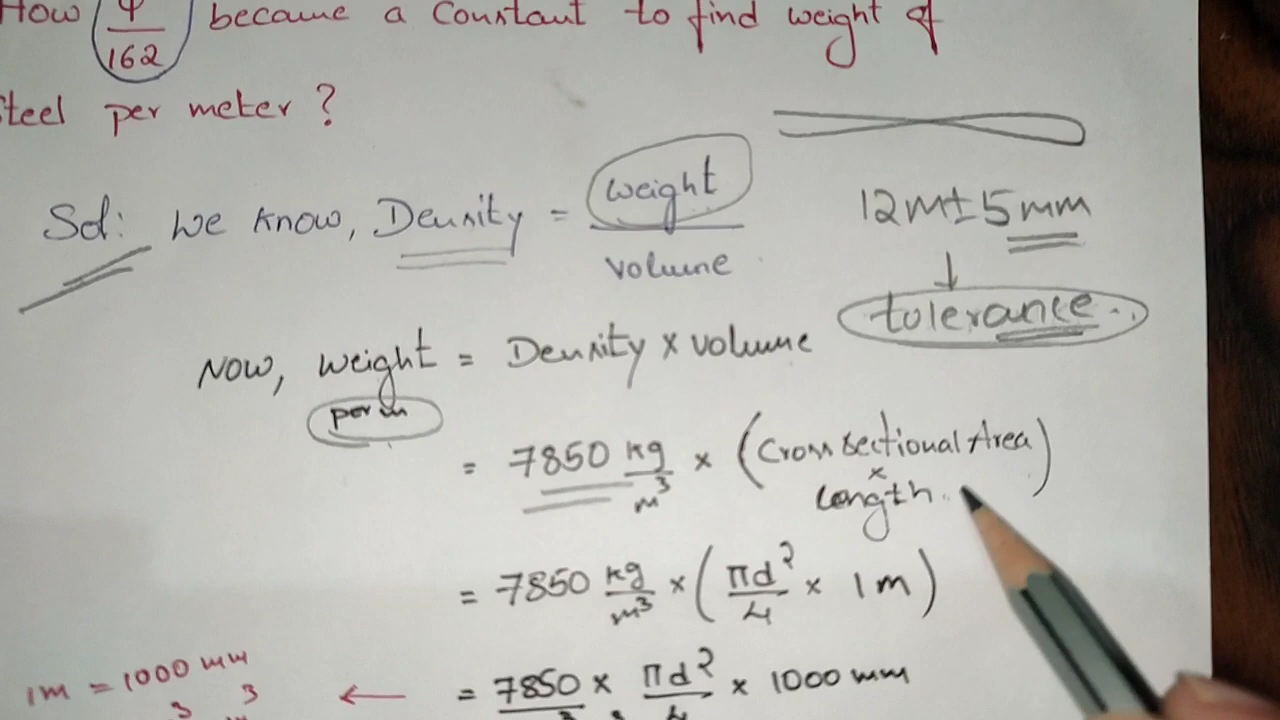 How φ/162 became a Constant to find weight of
Steel per meter ?
Sol: We know, Density = weight/volume
12m±5mm
↓
tolerance..
Now, weight = Density x volume
per m
= 7850 kg/m³ x (Cross sectional Area x Length.)
= 7850 kg/m³ x (πd²/4 x 1m)
1m = 1000 mm ← = 7850 x πd²/4 x 1000 mm